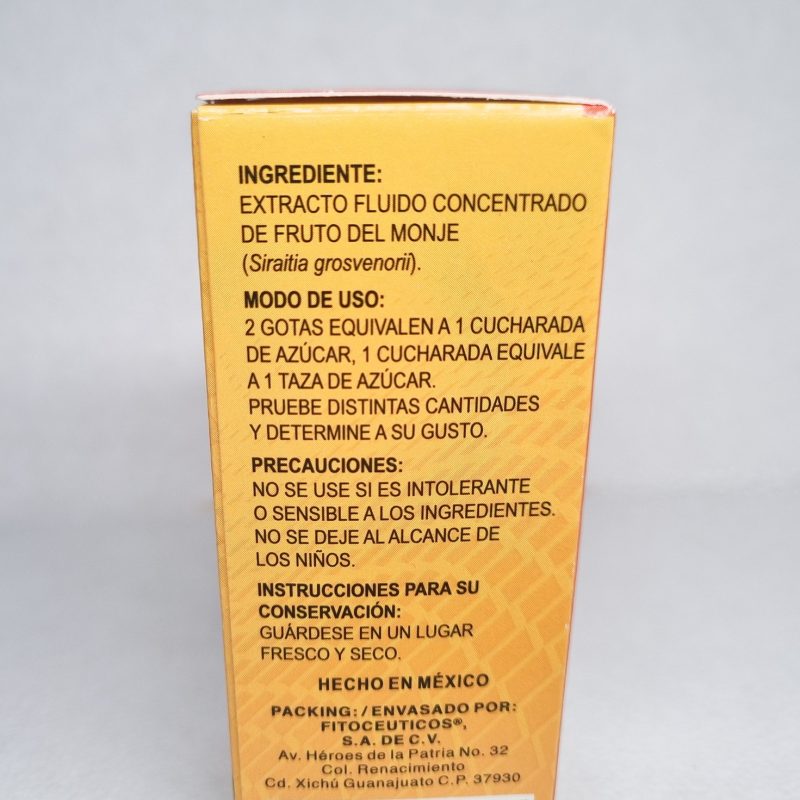 INGREDIENTE:
EXTRACTO FLUIDO CONCENTRADO
DE FRUTO DEL MONJE
(Siraitia grosvenorii).
MODO DE USO:
2 GOTAS EQUIVALEN A 1 CUCHARADA
DE AZÚCAR, 1 CUCHARADA EQUIVALE
A 1 TAZA DE AZÚCAR.
PRUEBE DISTINTAS CANTIDADES
Y DETERMINE A SU GUSTO.
PRECAUCIONES:
NO SE USE SI ES INTOLERANTE
O SENSIBLE A LOS INGREDIENTES.
NO SE DEJE AL ALCANCE DE
LOS NIÑOS.
INSTRUCCIONES PARA SU
CONSERVACIÓN:
GUÁRDESE EN UN LUGAR
FRESCO Y SECO.
HECHO EN MÉXICO
PACKING: / ENVASADO POR:
FITOCEUTICOS®,
S.A. DE C.V.
Av. Héroes de la Patria No. 32
Col. Renacimiento
Cd. Xichú Guanajuato C.P. 37930